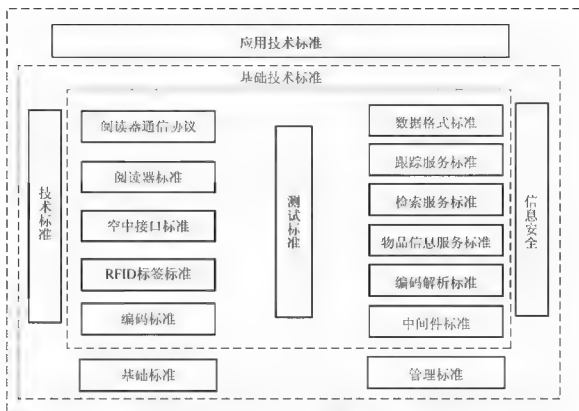 应用技术标准
基础技术标准
技术标准
阅读器通信协议
阅读器标准
空中接口标准
RFID标签标准
编码标准
测试标准
数据格式标准
跟踪服务标准
检索服务标准
物品信息服务标准
编码解析标准
中间件标准
信息安全
基础标准
管理标准